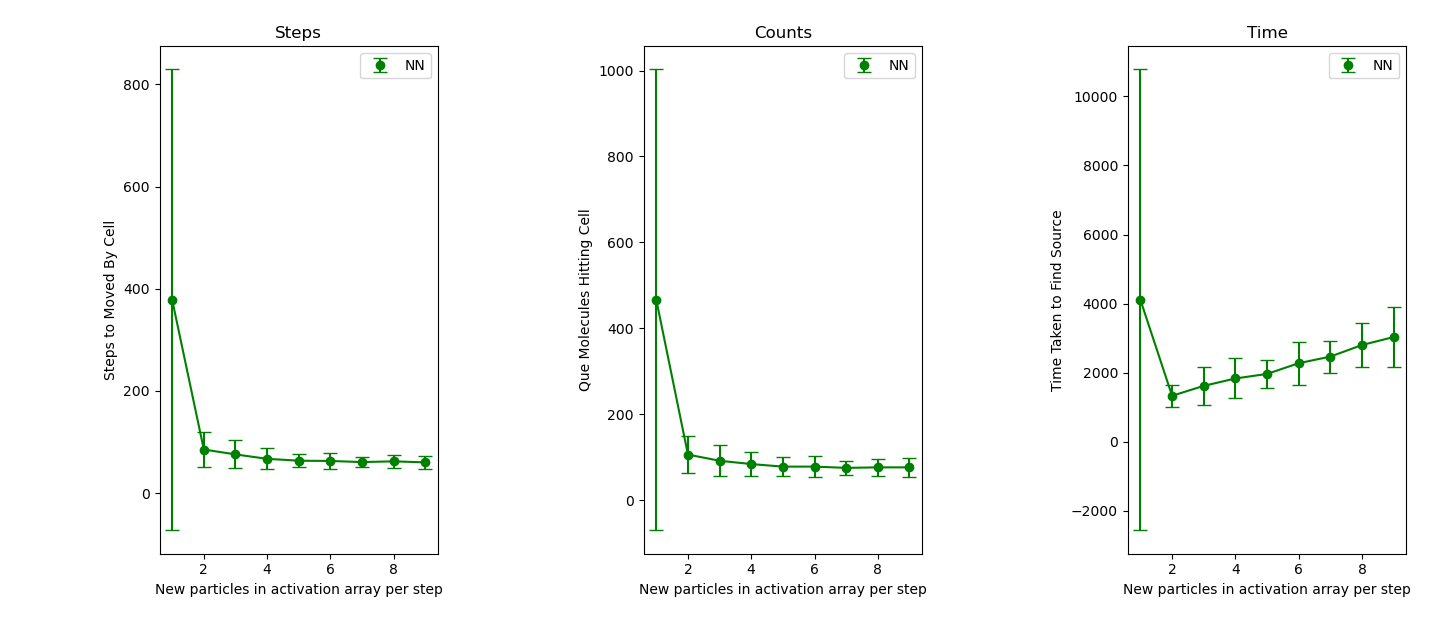 Steps
NN
800
600
400
200
0
Steps to Moved By Cell
2 4 6 8
New particles in activation array per step
Counts
NN
1000
800
600
400
200
0
Que Molecules Hitting Cell
2 4 6 8
New particles in activation array per step
Time
NN
10000
8000
6000
4000
2000
0
−2000
Time Taken to Find Source
2 4 6 8
New particles in activation array per step